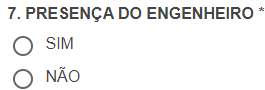 7. PRESENÇA DO ENGENHEIRO *
SIM
NÃO